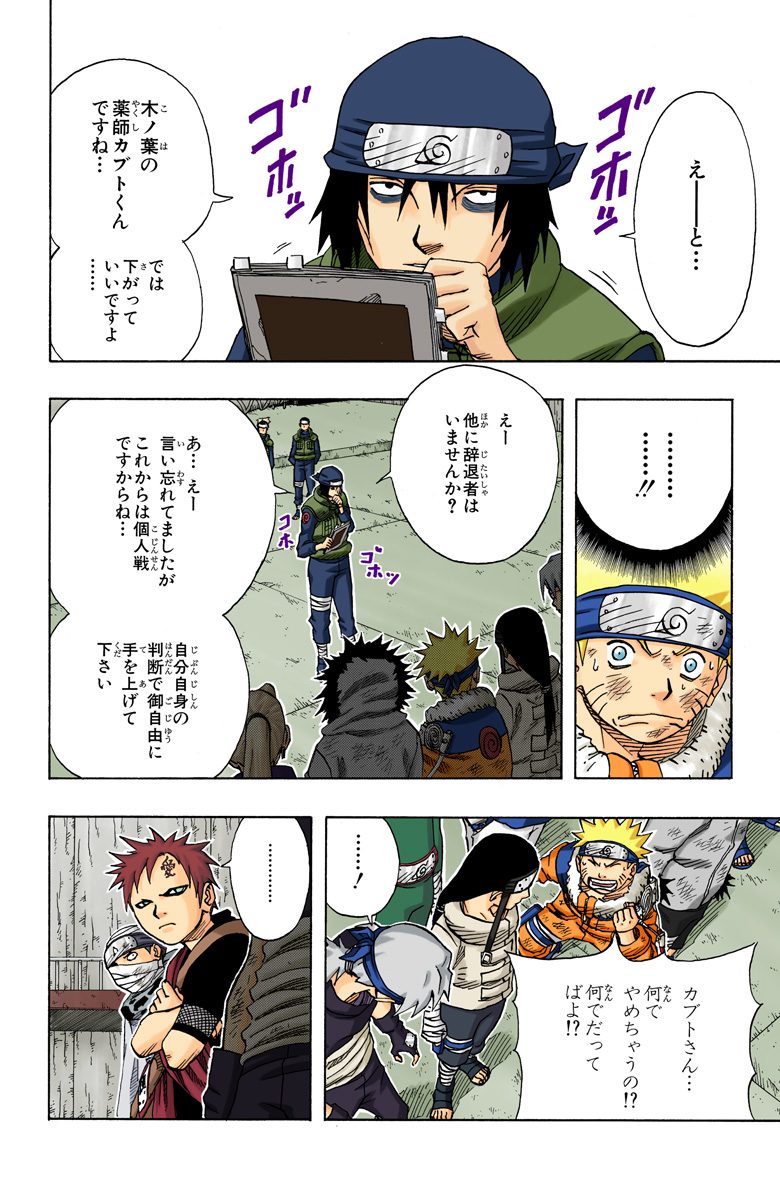 えーーと…
ゴホッ
ゴホッ
木ノ葉の
薬師カブトくん
ですね…
では
下がって
いいですよ
……
………
…!!
えー
他に辞退者は
いませんか?
ゴホ
ゴホッ
あ…えー
言い忘れてましたが
これからは個人戦
ですからね…
自分自身の
判断で御自由に
手を上げて
下さい
カブトさん…
何で
やめちゃうの!?
何でだって
ばよ!?
…!
………